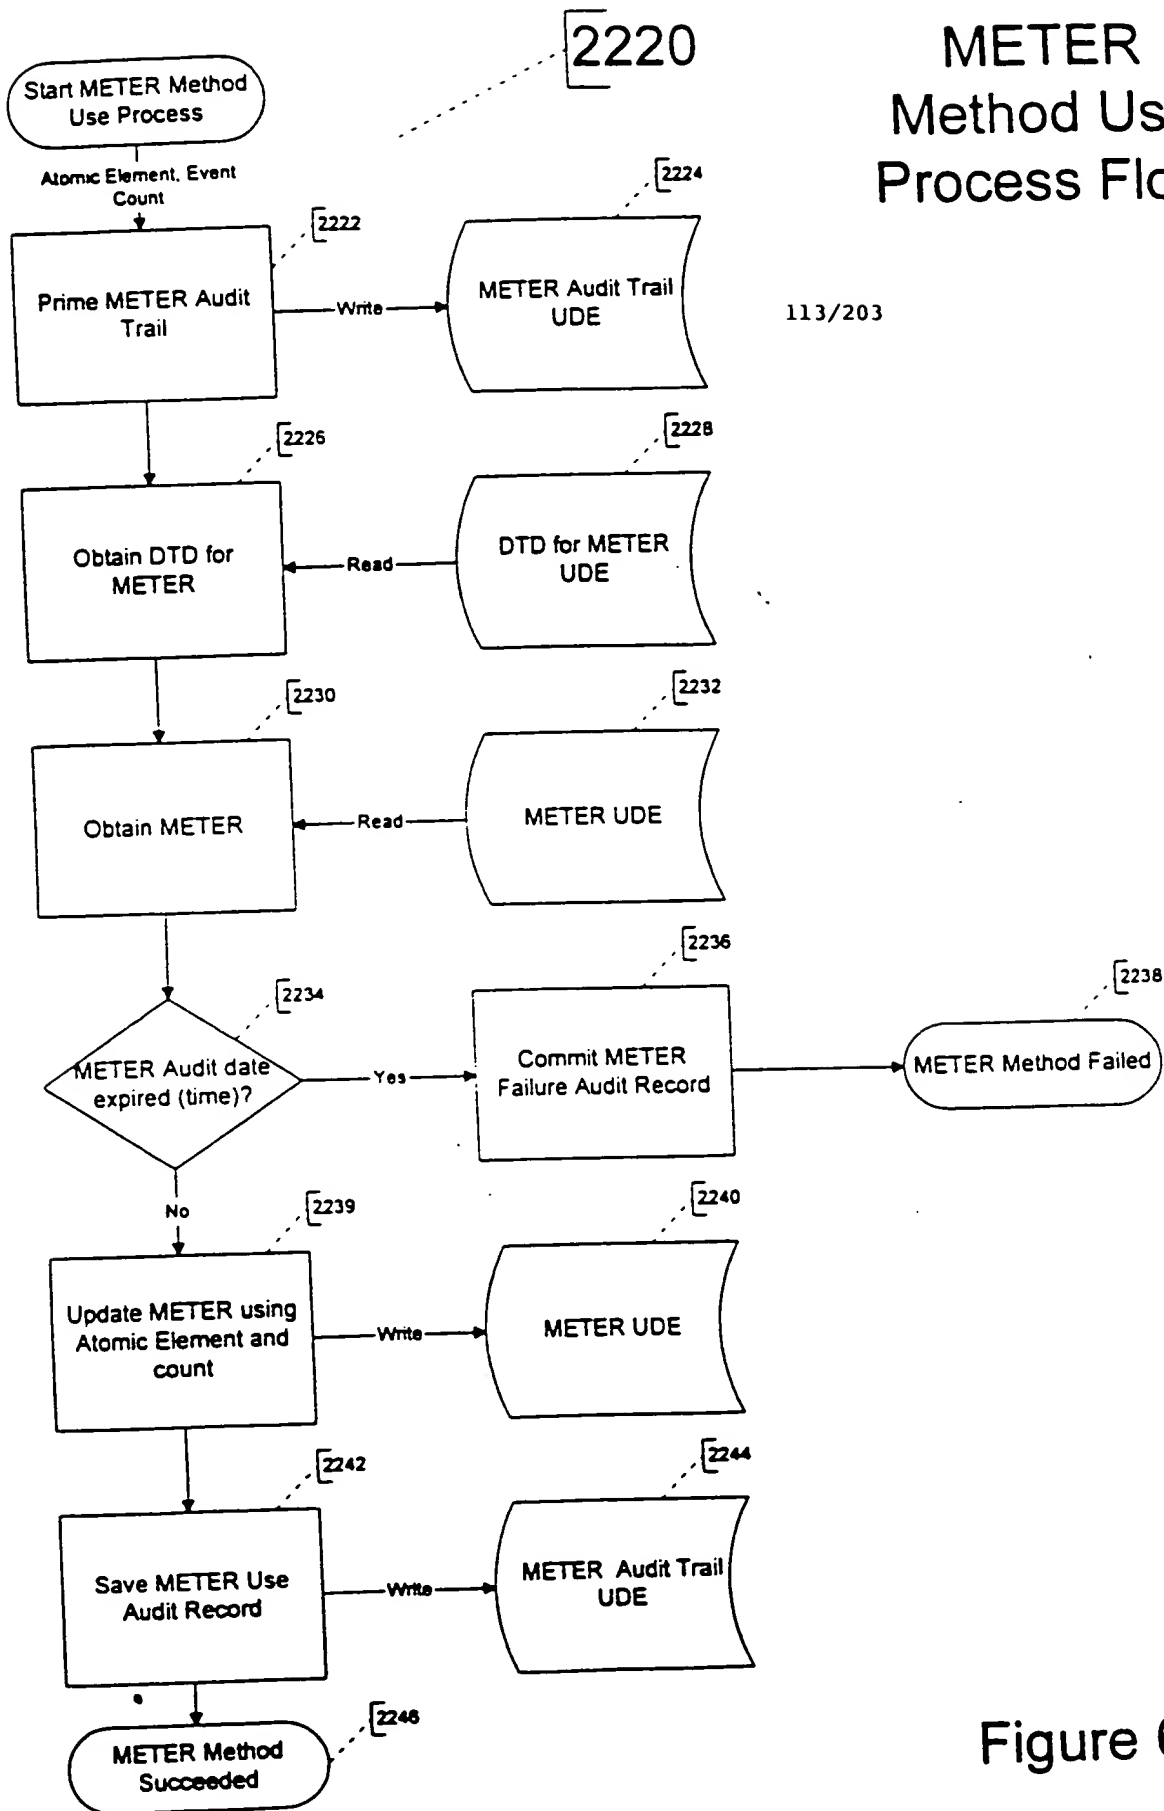 2220
METER
Method Us
Process Flo
Start METER Method
Use Process
Atomic Element, Event
Count
2222
2224
Prime METER Audit
Trail
Write
METER Audit Trail
UDE
113/203
2226
2228
Obtain DTD for
METER
Read
DTD for METER
UDE
2230
2232
Obtain METER
Read
METER UDE
2234
2236
2238
METER Audit date
expired (time)?
Yes
Commit METER
Failure Audit Record
METER Method Failed
No
2239
2240
Update METER using
Atomic Element and
count
Write
METER UDE
2242
2244
Save METER Use
Audit Record
Write
METER Audit Trail
UDE
2246
METER Method
Succeeded
Figure